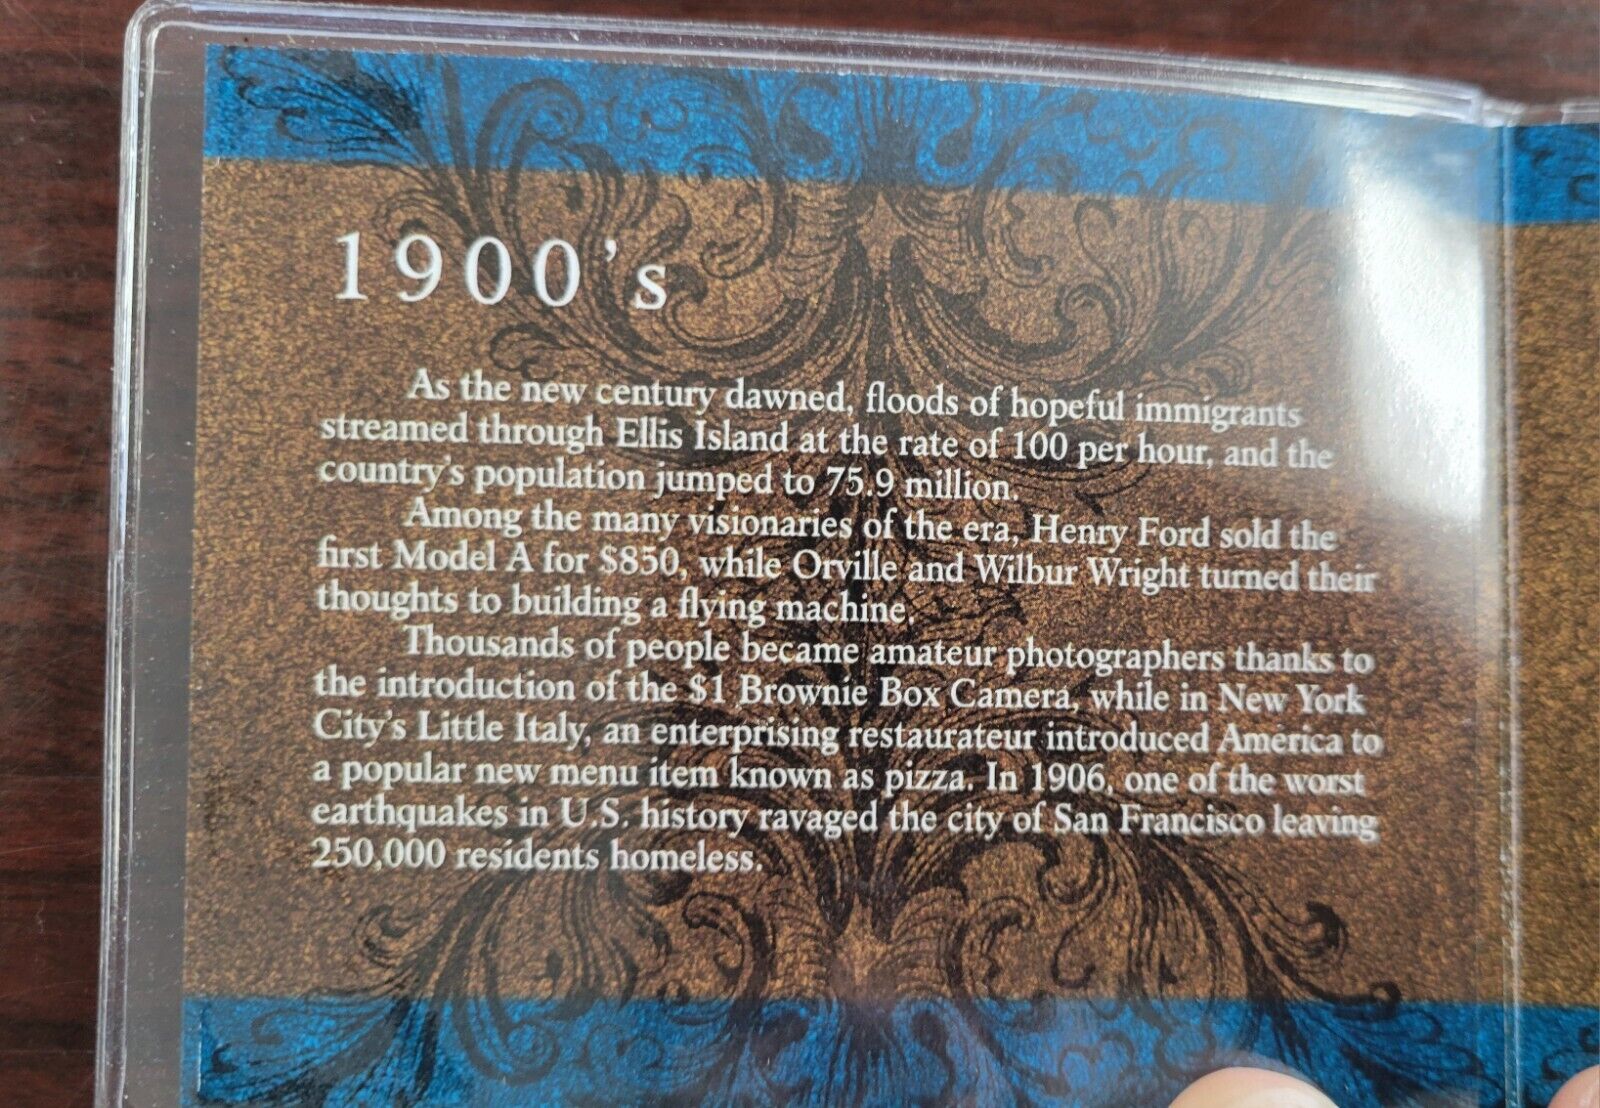 1900's
As the new century dawned, floods of hopeful immigrants
streamed through Ellis Island at the rate of 100 per hour, and the
country's population jumped to 75.9 million.
Among the many visionaries of the era, Henry Ford sold the
first Model A for $850, while Orville and Wilbur Wright turned their
thoughts to building a flying machine.
Thousands of people became amateur photographers thanks to
the introduction of the $1 Brownie Box Camera, while in New York
City's Little Italy, an enterprising restaurateur introduced America to
a popular new menu item known as pizza. In 1906, one of the worst
earthquakes in U.S. history ravaged the city of San Francisco leaving
250,000 residents homeless.